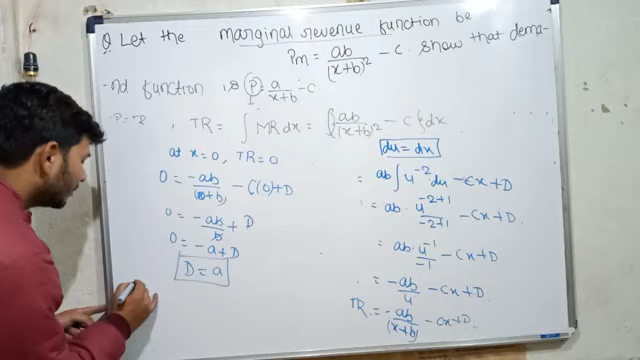 Q. Let the marginal revenue function be
Pm = ab/(x+b)² - C. show that dema-
-nd function is P = a/x+b - C
TR = ∫ MR dx = ∫{ab/(x+b)² - C} dx
at x=0, TR=0
0 = -ab/(0+b) - C(0)+D
0 = -ab/b + D
0 = -a+D
D = a
du = dx
= ab ∫ u⁻² du - Cx + D
= ab. u⁻²⁺¹/-2+1 - Cx+D.
= ab. u⁻¹/-1 - Cx+D
= -ab/u - Cx+D.
TR = -ab/(x+b) - Cx+D.